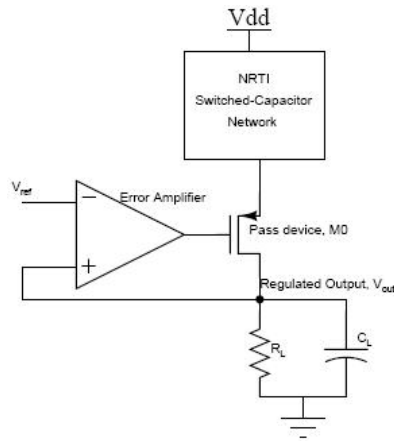 Vdd
NRTI
Switched-Capacitor
Network
Vref
Error Amplifier
Pass device, M0
Regulated Output, Vout
RL
CL